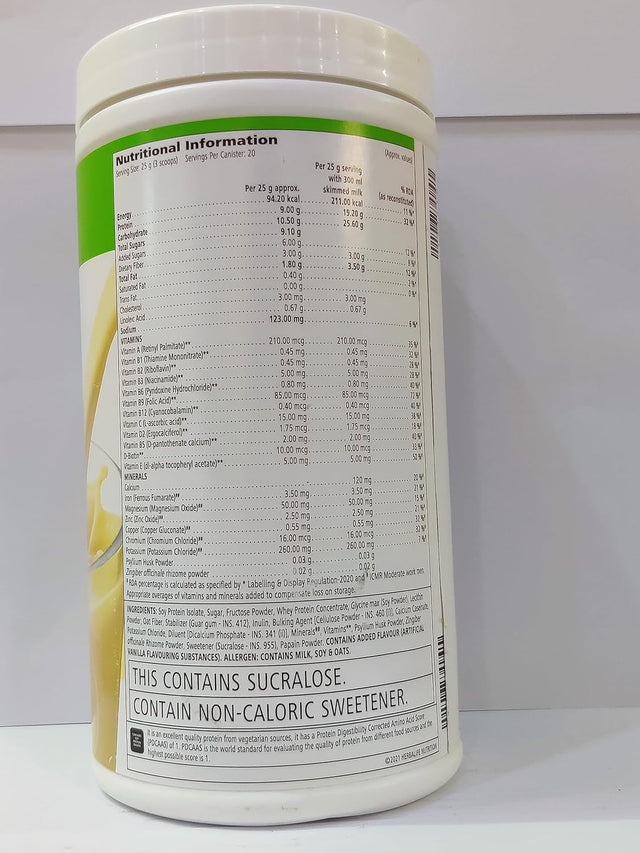 Nutritional Information
(Approx. values)
Serving Size: 25 g (3 scoops) Servings Per Canister: 20
Per 25 g approx.
Per 25 g serving
with 300 ml
skimmed milk
% RDA
(as reconstituted)
Energy 94.20 kcal 211.00 kcal 11 %
Protein 9.00 g 19.20 g 32 %
Carbohydrate 10.50 g 25.60 g
Total Sugars 9.10 g
Added Sugars 6.00 g 12 %
Dietary Fiber 3.00 g 3.00 g
Total Fat 1.80 g 3.50 g
Saturated Fat 0.40 g
Trans Fat 0.00 g
Cholesterol 3.00 mg 3.00 mg
Linoleic Acid 0.67 g 0.67 g
Sodium 123.00 mg 6 %
VITAMINS
Vitamin A (Retinyl Palmitate)** 210.00 mcg 210.00 mcg
Vitamin B1 (Thiamine Mononitrate)** 0.45 mg 0.45 mg
Vitamin B2 (Riboflavin)** 0.45 mg 0.45 mg
Vitamin B3 (Niacinamide)** 5.00 mg 5.00 mg
Vitamin B6 (Pyridoxine Hydrochloride)** 0.80 mg 0.80 mg
Vitamin B9 (Folic Acid)** 85.00 mcg 85.00 mcg
Vitamin B12 (Cyanocobalamin)** 0.40 mcg 0.40 mcg
Vitamin C (L-ascorbic acid)** 15.00 mg 15.00 mg
Vitamin D2 (Ergocalciferol)** 1.75 mcg 1.75 mcg
Vitamin B5 (D-pantothenate calcium)** 2.00 mg 2.00 mg
D-Biotin** 10.00 mcg 10.00 mcg
Vitamin E (dl-alpha tocopheryl acetate)** 5.00 mg 5.00 mg
MINERALS
Calcium 120 mg
Iron (Ferrous Fumarate)## 3.50 mg 3.50 mg
Magnesium (Magnesium Oxide)## 50.00 mg 50.00 mg
Zinc (Zinc Oxide)## 2.50 mg 2.50 mg
Copper (Copper Gluconate)## 0.55 mg 0.55 mg
Chromium (Chromium Chloride)## 16.00 mcg 16.00 mcg
Potassium (Potassium Chloride)## 260.00 mg 260.00 mg
Psyllium Husk Powder 0.03 g 0.03 g
Zingiber officinale rhizome powder 0.02 g 0.02 g
RDA percentage is calculated as specified by * Labelling & Display Regulation-2020 and ICMR Moderate work men.
Appropriate overages of vitamins and minerals added to compensate loss on storage.
INGREDIENTS: Soy Protein Isolate, Sugar, Fructose Powder, Whey Protein Concentrate, Glycine max (Soy Powder), Lecithin
Powder, Oat Fiber, Stabilizer (Guar gum - INS. 412), Inulin, Bulking Agent [Cellulose Powder - INS. 460 (ii)], Calcium Caseinate,
Potassium Chloride, Diluent [Dicalcium Phosphate - INS. 341 (ii)], Minerals##, Vitamins**, Psyllium Husk Powder, Zingiber
officinale Rhizome Powder, Sweetener (Sucralose - INS. 955), Papain Powder. CONTAINS ADDED FLAVOUR (ARTIFICIAL
VANILLA FLAVOURING SUBSTANCES). ALLERGEN: CONTAINS MILK, SOY & OATS.
THIS CONTAINS SUCRALOSE.
CONTAIN NON-CALORIC SWEETENER.
It is an excellent quality protein from vegetarian sources, it has a Protein Digestibility Corrected Amino Acid Score
(PDCAAS) of 1. PDCAAS is the world standard for evaluating the quality of protein from different food sources and the
highest possible score is 1.
©2021 HERBALIFE NUTRITION